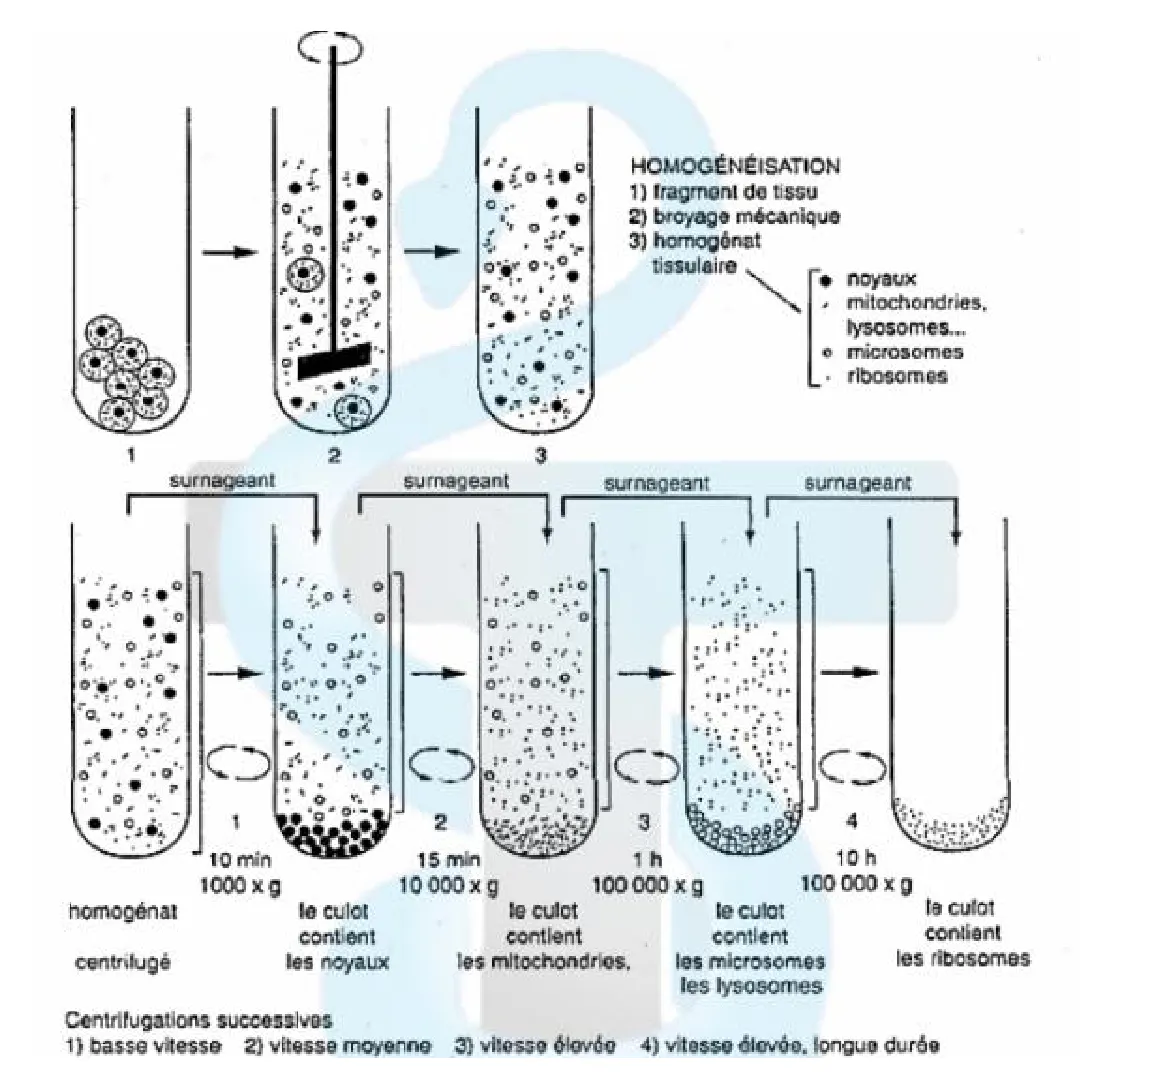 HOMOGÉNÉISATION
1) fragment de tissu
2) broyage mécanique
3) homogénat
tissulaire
noyaux
mitochondries,
lysosomes...
microsomes
ribosomes
1
2
3
surnageant
surnageant
surnageant
surnageant
1
2
3
4
10 min
15 min
1 h
10 h
1000 x g
10 000 x g
100 000 x g
100 000 x g
homogénat
centrifugé
le culot
contient
les noyaux
le culot
contient
les mitochondries,
le culot
contient
les microsomes
les lysosomes
le culot
contient
les ribosomes
Centrifugations successives
1) basse vitesse 2) vitesse moyenne 3) vitesse élevée 4) vitesse élevée, longue durée